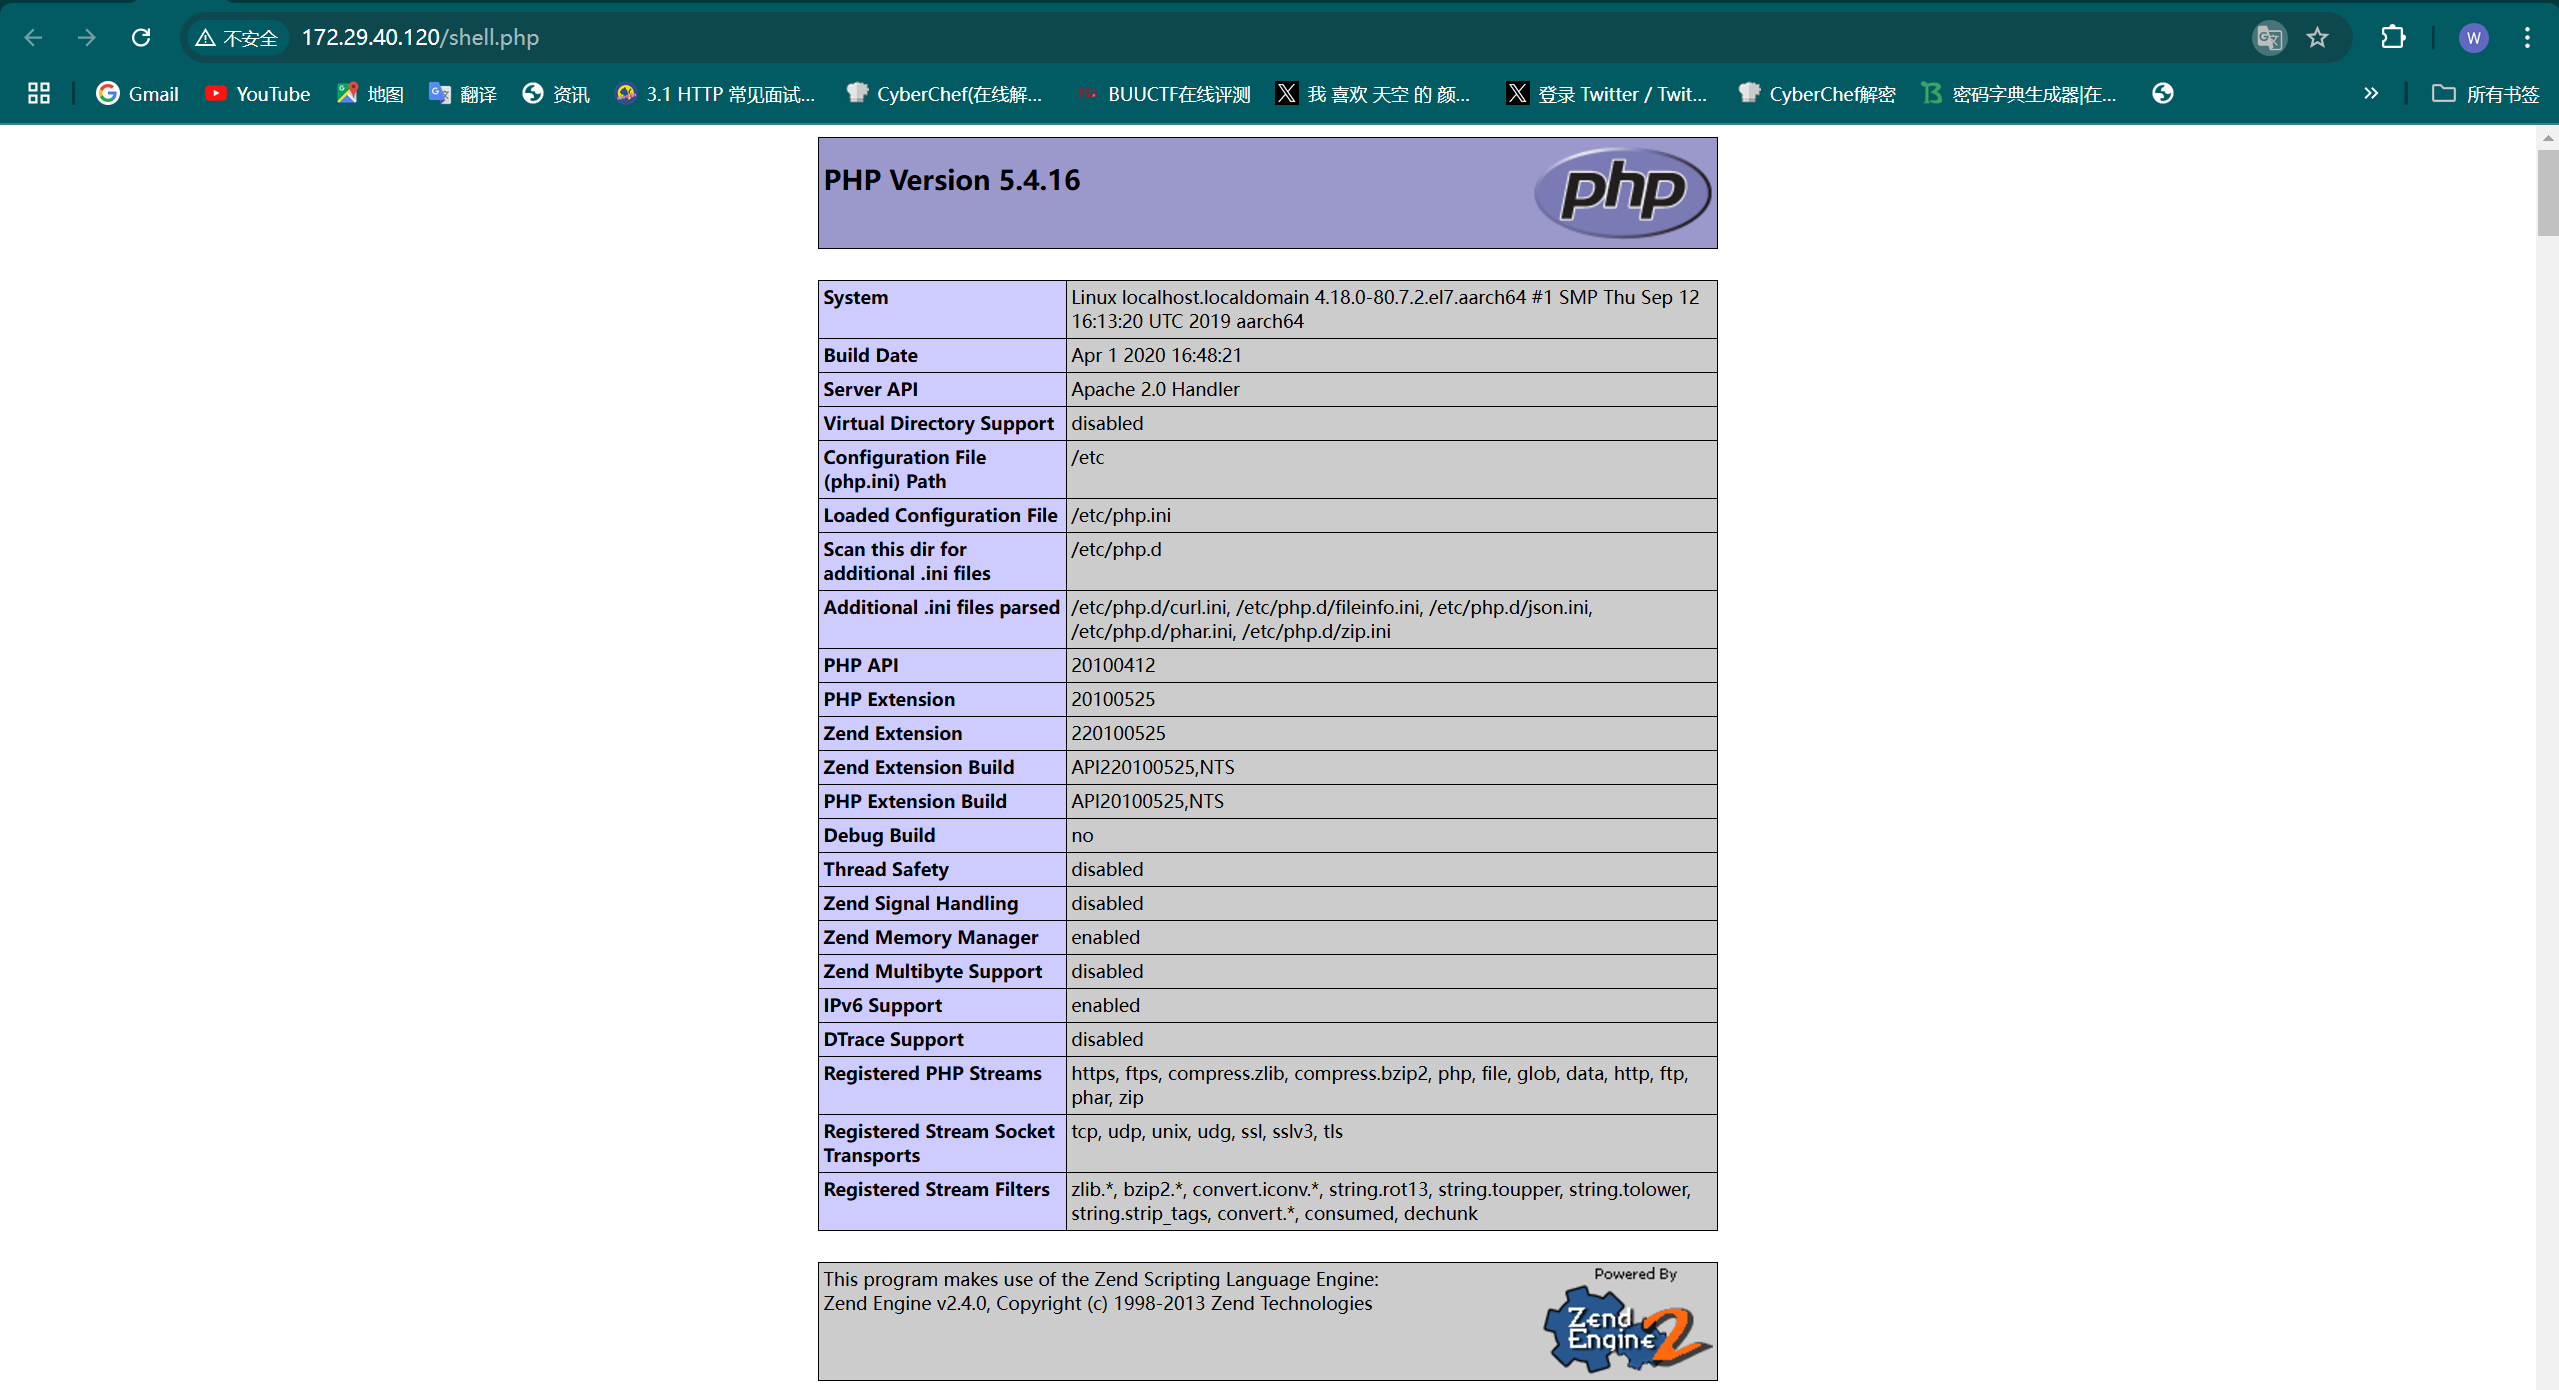 不安全 172.29.40.120/shell.php W
Gmail YouTube 地图 翻译 资讯 3.1 HTTP 常见面试... CyberChef(在线解... BUUCTF在线评测 我 喜欢 天空 的 颜... 登录 Twitter / Twit... CyberChef解密 密码字典生成器|在... 所有书签
PHP Version 5.4.16
php
System Linux localhost.localdomain 4.18.0-80.7.2.el7.aarch64 #1 SMP Thu Sep 12
16:13:20 UTC 2019 aarch64
Build Date Apr 1 2020 16:48:21
Server API Apache 2.0 Handler
Virtual Directory Support disabled
Configuration File /etc
(php.ini) Path
Loaded Configuration File /etc/php.ini
Scan this dir for /etc/php.d
additional .ini files
Additional .ini files parsed /etc/php.d/curl.ini, /etc/php.d/fileinfo.ini, /etc/php.d/json.ini,
/etc/php.d/phar.ini, /etc/php.d/zip.ini
PHP API 20100412
PHP Extension 20100525
Zend Extension 220100525
Zend Extension Build API220100525,NTS
PHP Extension Build API20100525,NTS
Debug Build no
Thread Safety disabled
Zend Signal Handling disabled
Zend Memory Manager enabled
Zend Multibyte Support disabled
IPv6 Support enabled
DTrace Support disabled
Registered PHP Streams https, ftps, compress.zlib, compress.bzip2, php, file, glob, data, http, ftp,
phar, zip
Registered Stream Socket tcp, udp, unix, udg, ssl, sslv3, tls
Transports
Registered Stream Filters zlib.*, bzip2.*, convert.iconv.*, string.rot13, string.toupper, string.tolower,
string.strip_tags, convert.*, consumed, dechunk
This program makes use of the Zend Scripting Language Engine:
Zend Engine v2.4.0, Copyright (c) 1998-2013 Zend Technologies
Powered By
Zend
Engine 2